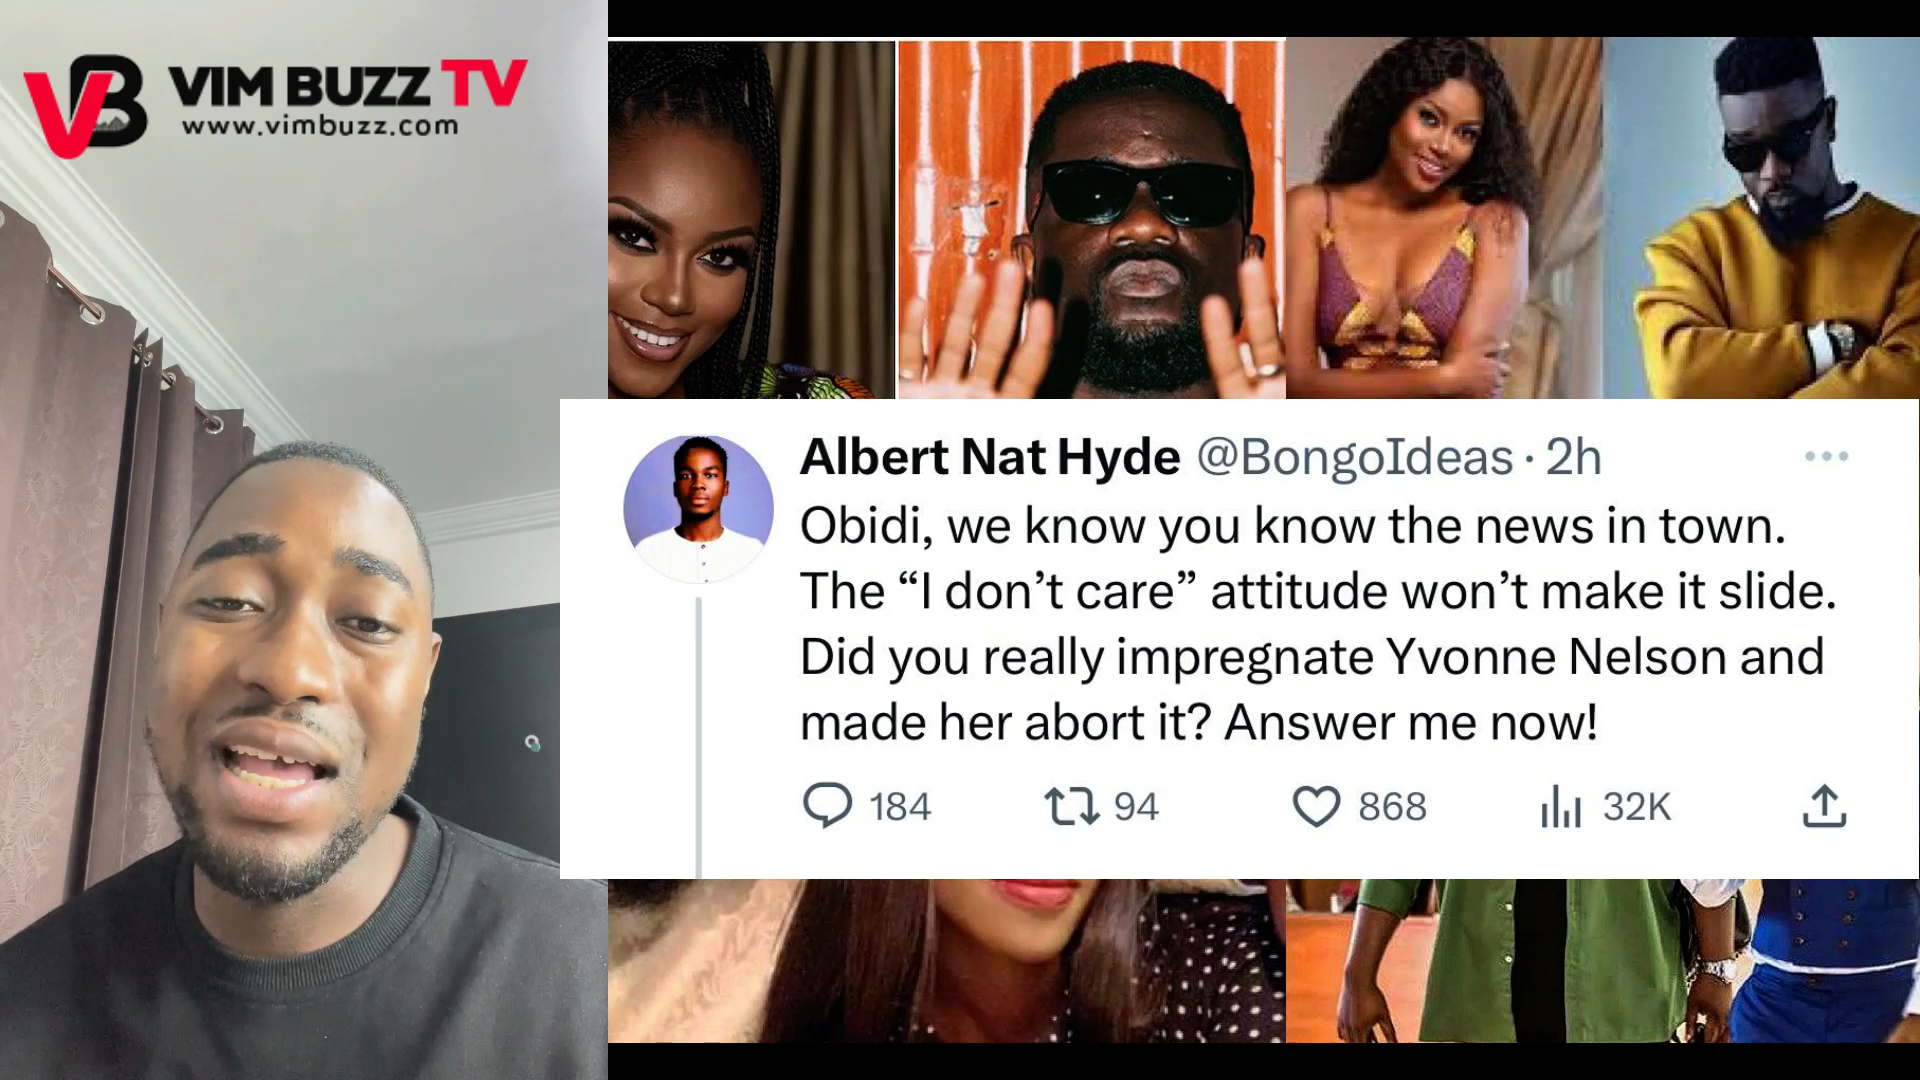 VB VIM BUZZ TV
www.vimbuzz.com
Albert Nat Hyde @BongoIdeas · 2h
Obidi, we know you know the news in town.
The “I don’t care” attitude won’t make it slide.
Did you really impregnate Yvonne Nelson and
made her abort it? Answer me now!
184 94 868 32K